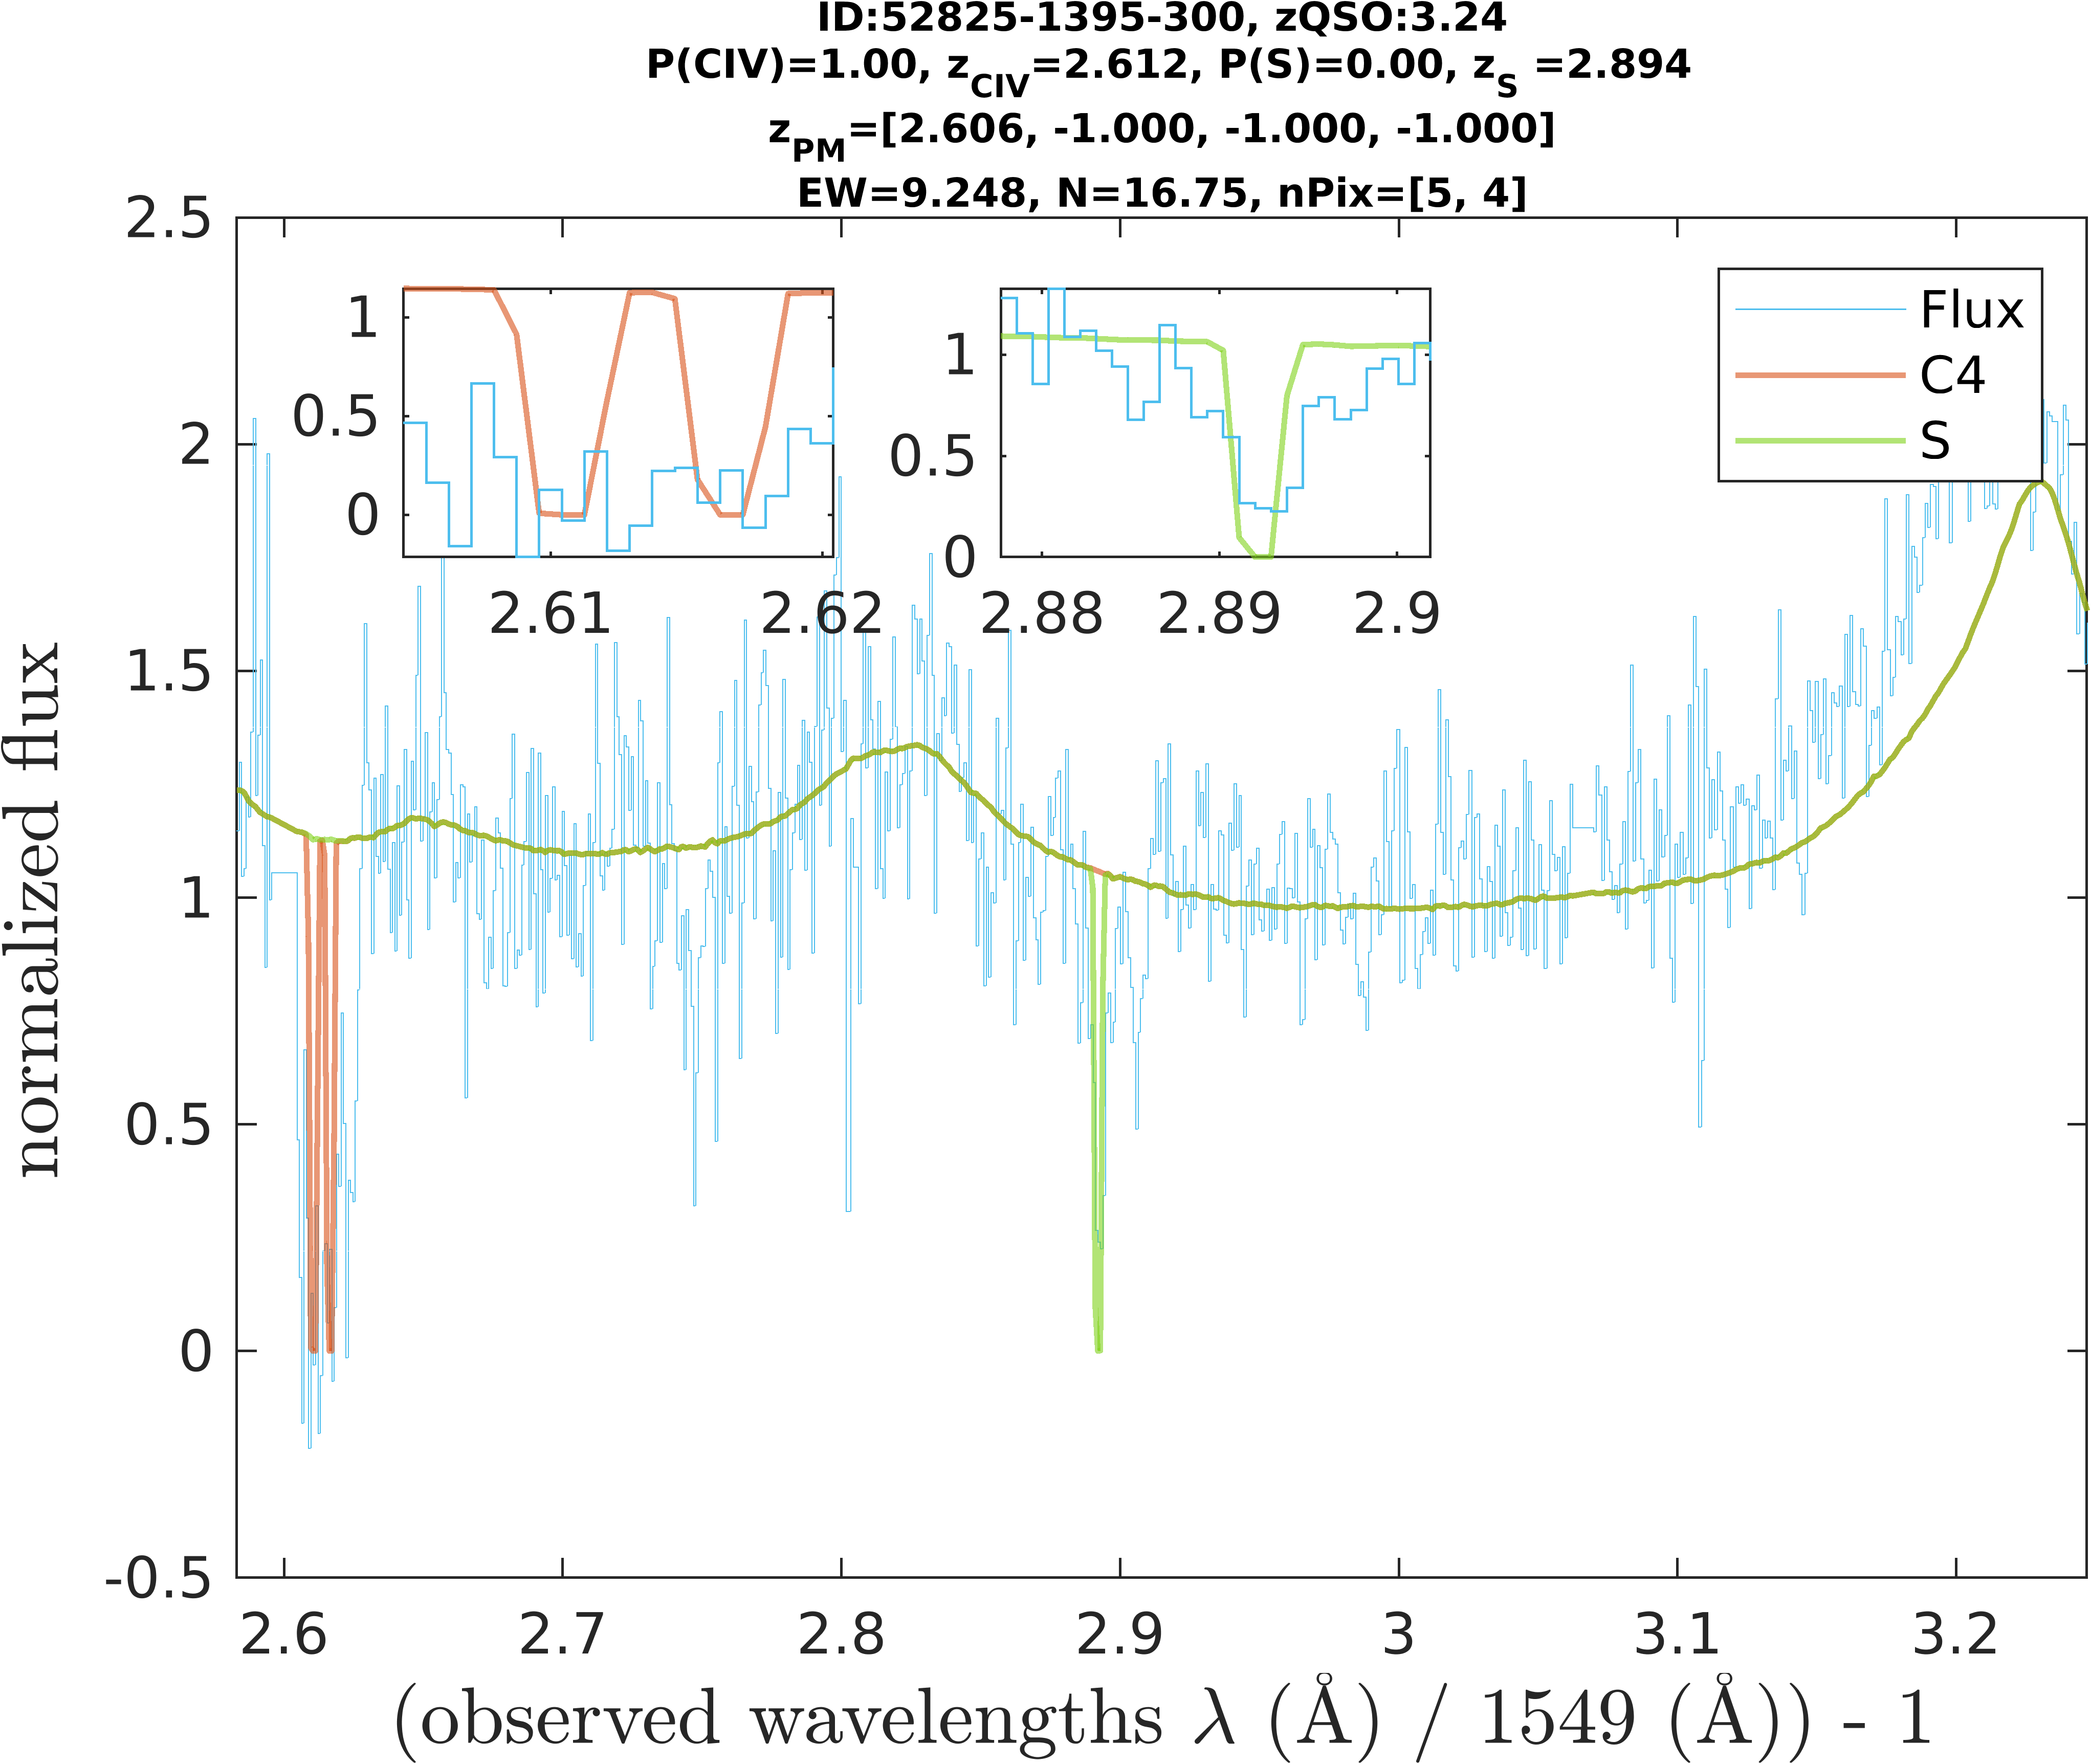 ID:52825-1395-300, zQSO:3.24
P(CIV)=1.00, zCIV=2.612, P(S)=0.00, zS =2.894
zPM=[2.606, -1.000, -1.000, -1.000]
EW=9.248, N=16.75, nPix=[5, 4]
2.5
2
1.5
1
0.5
0
-0.5
normalized flux
1
0.5
0
2.61
2.62
1
0.5
0
2.88
2.89
2.9
Flux
C4
S
2.6
2.7
2.8
2.9
3
3.1
3.2
(observed wavelengths λ (Å) / 1549 (Å)) - 1